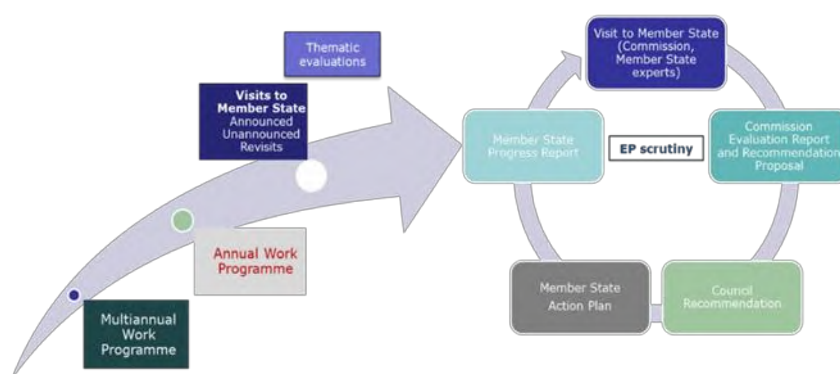 Thematic
evaluations
Visits to
Member State
Announced
Unannounced
Revisits
Annual Work
Programme
Multiannual
Work
Programme
Visit to Member State
(Commission,
Member State
experts)
Commission
Evaluation Report
and Recommendation
Proposal
Council
Recommendation
Member State
Action Plan
Member State
Progress Report
EP scrutiny